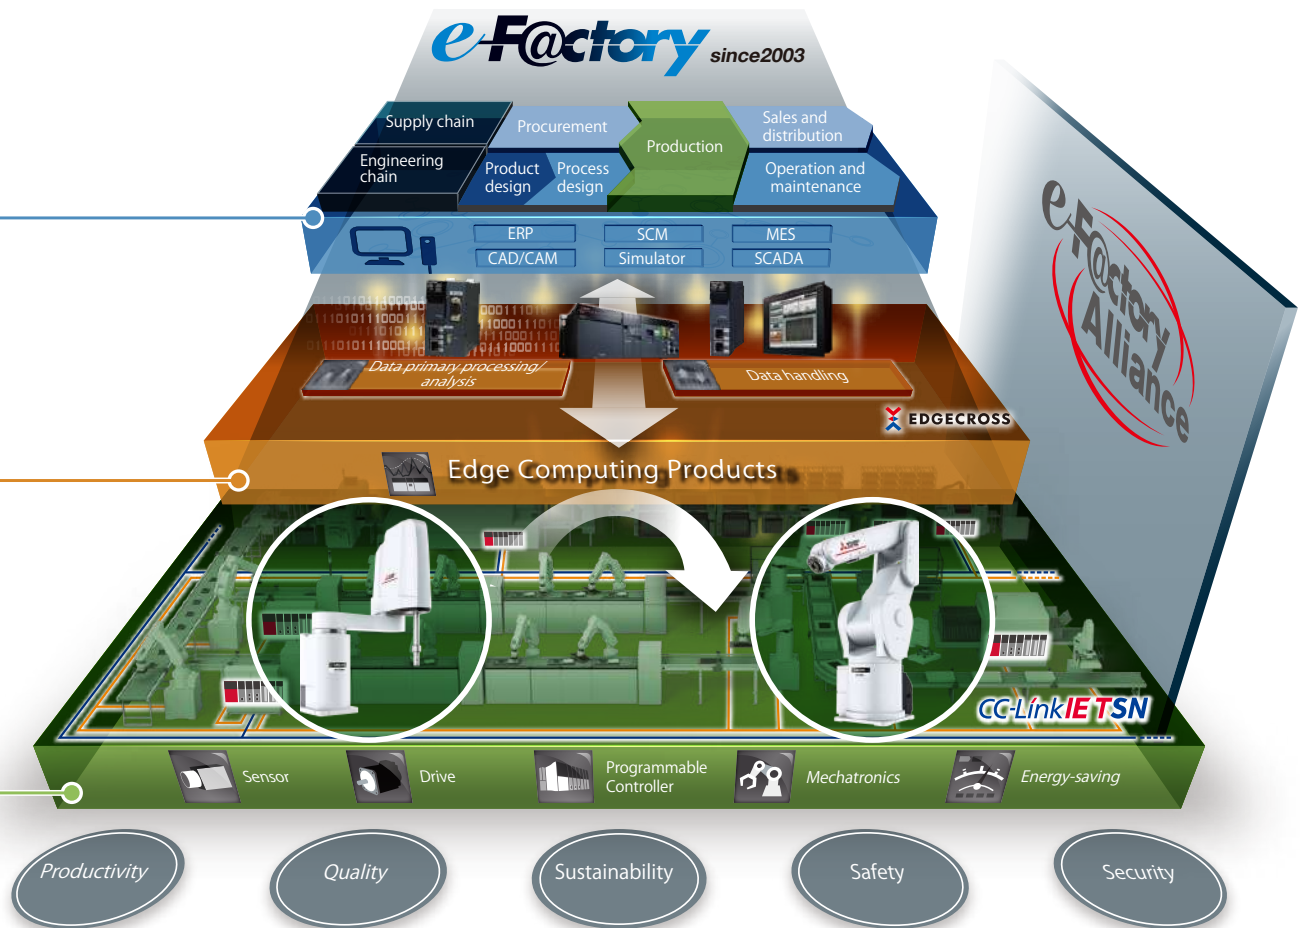 e-F@ctory since2003
Supply chain
Procurement
Production
Sales and
distribution
Engineering
chain
Product
design
Process
design
Operation and
maintenance
ERP
SCM
MES
CAD/CAM
Simulator
SCADA
e-F@ctory
Alliance
Data primary processing/
analysis
Data handling
EDGECROSS
Edge Computing Products
CC-Link IE TSN
Sensor
Drive
Programmable
Controller
Mechatronics
Energy-saving
Productivity
Quality
Sustainability
Safety
Security